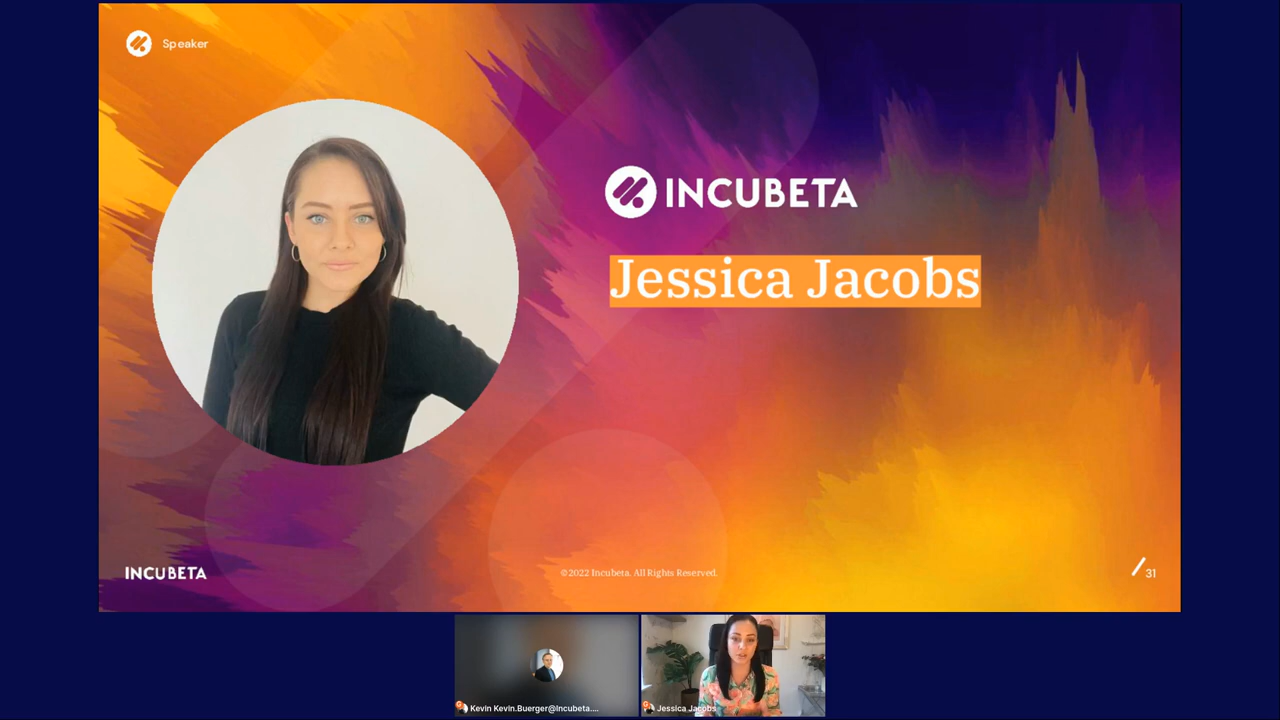 Speaker
INCUBETA
Jessica Jacobs
INCUBETA
©2022 Incubeta. All Rights Reserved.
31
Kevin Kevin.Buerger@Incubeta....
Jessica Jacobs